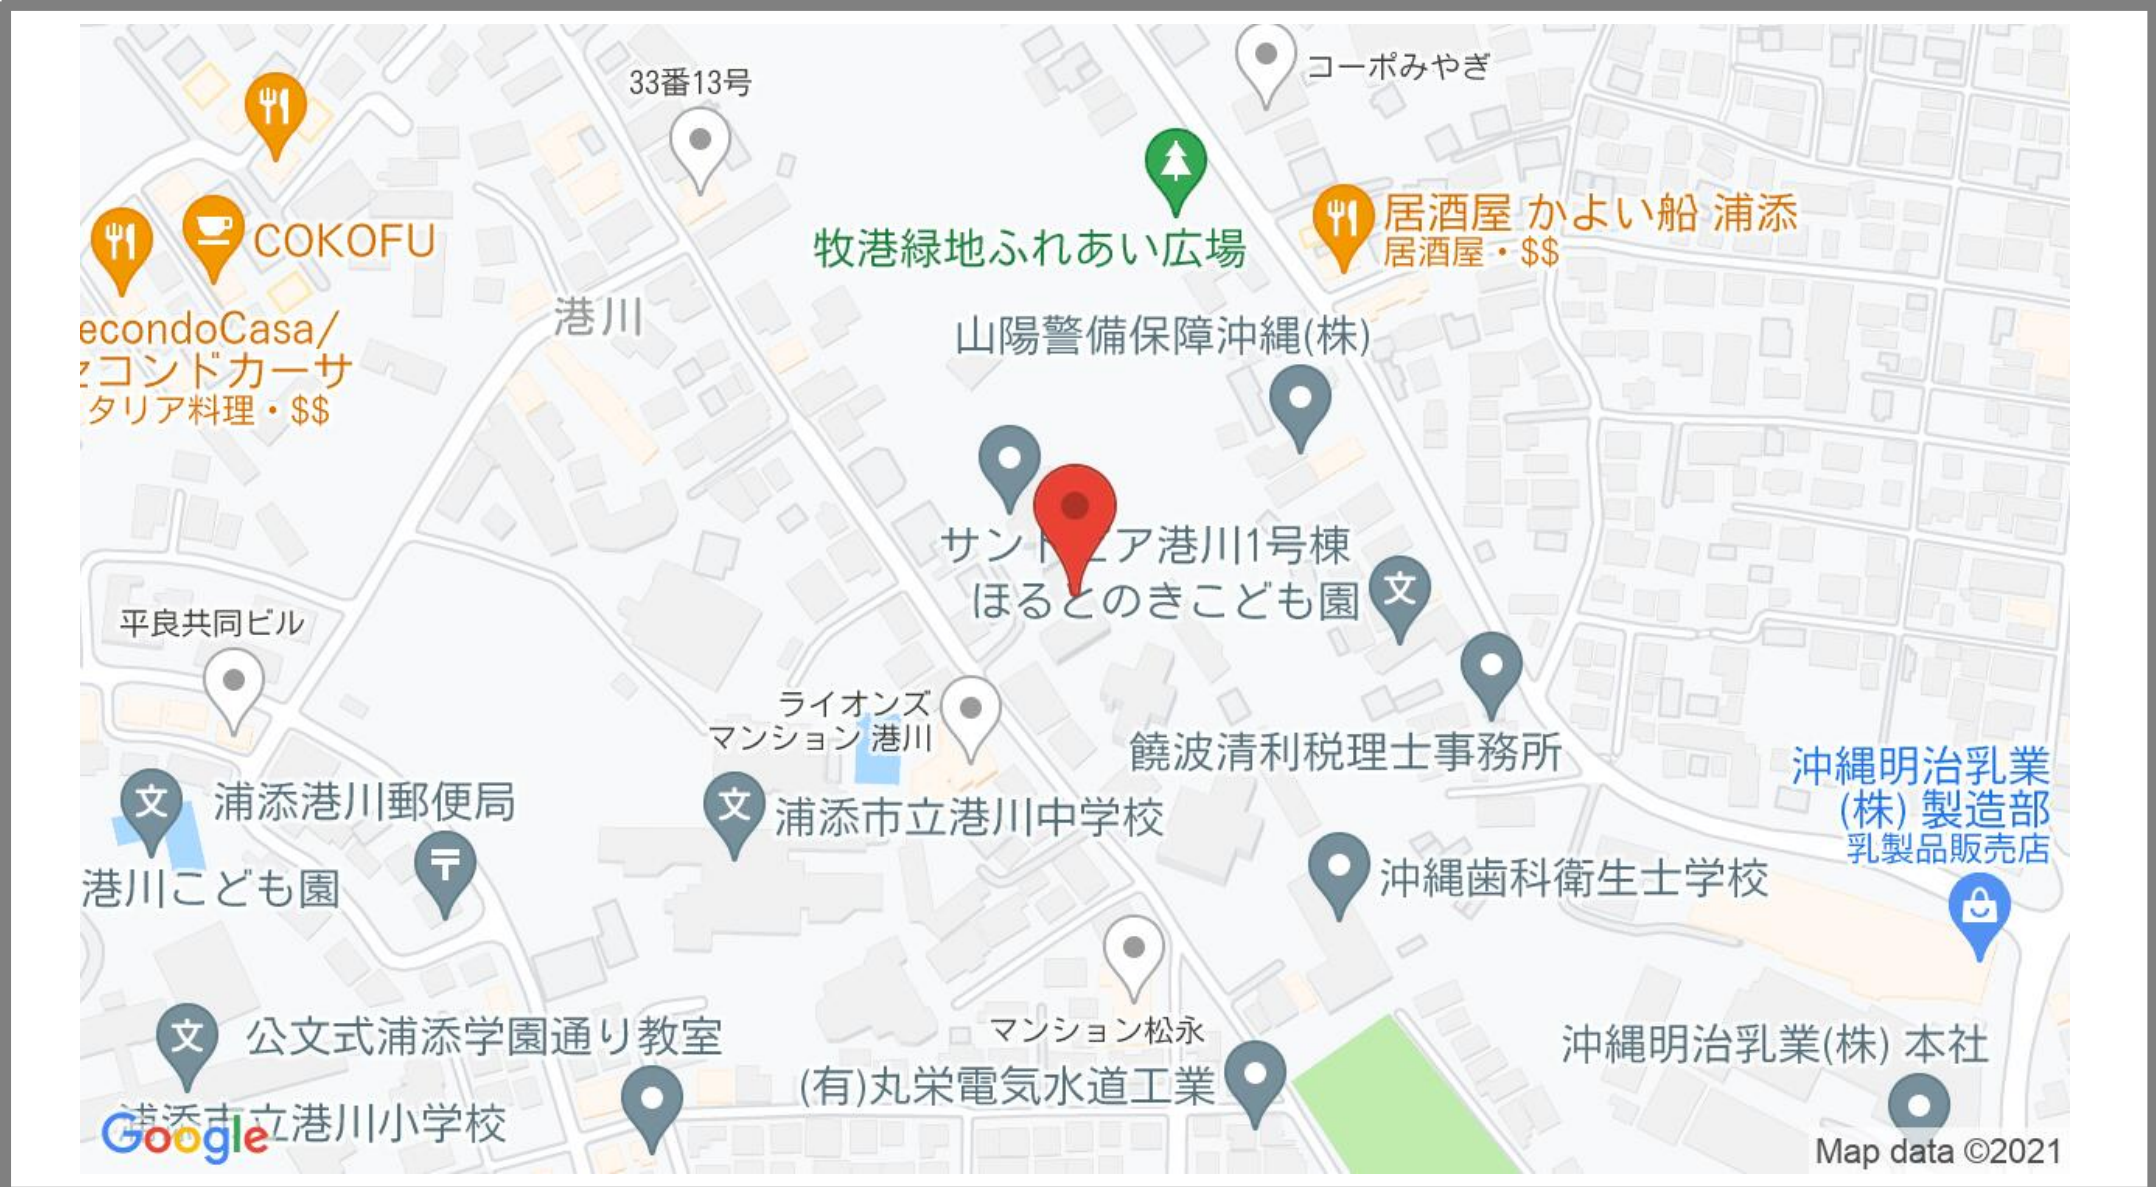 33番13号
コーポみやぎ
COKOFU
牧港緑地ふれあい広場
居酒屋 かよい船 浦添
居酒屋・$$
港川
econdoCasa/
コンドカーサ
タリア料理・$$
山陽警備保障沖縄(株)
港川1号棟
ほるとのきこども園
文
平良共同ビル
ライオンズ
マンション 港川
饒波清利税理士事務所
沖縄明治乳業
(株) 製造部
乳製品販売店
文
浦添港川郵便局
文
浦添市立港川中学校
〒
港川こども園
沖縄歯科衛生士学校
マンション松永
文
公文式浦添学園通り教室
沖縄明治乳業(株) 本社
(有)丸栄電気水道工業
浦添市立港川小学校
Google
Map data ©2021